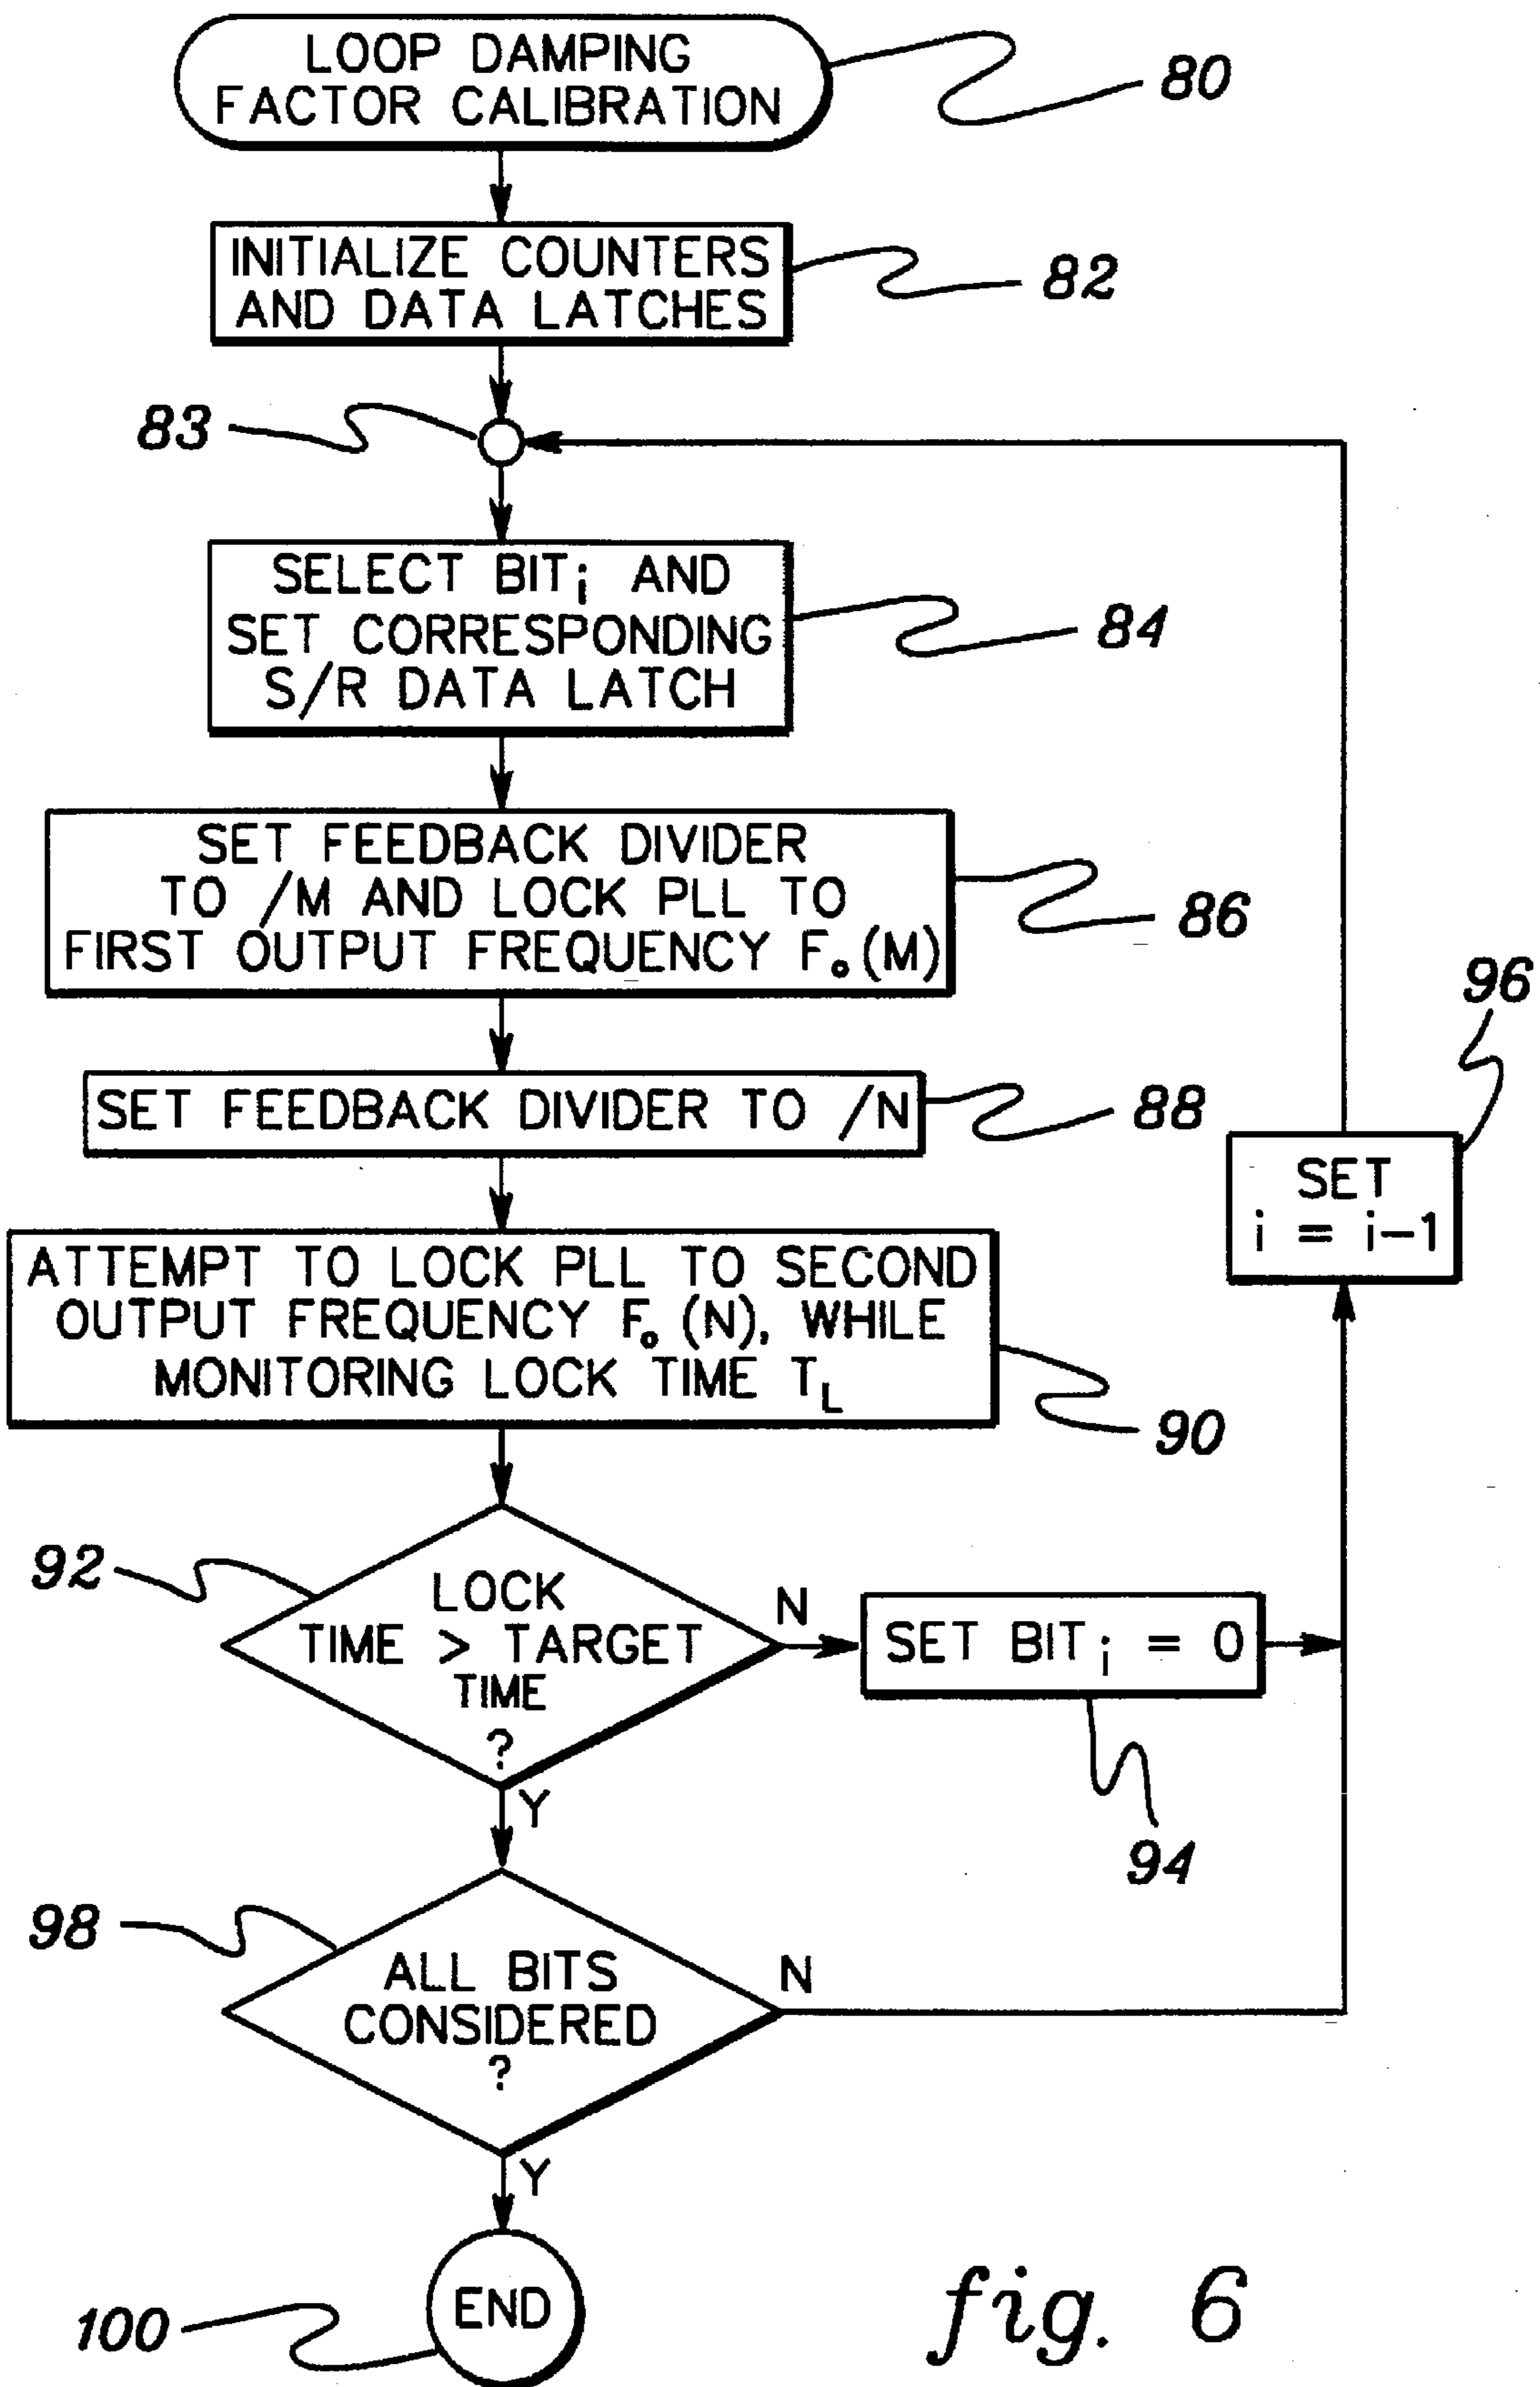 LOOP DAMPING
FACTOR CALIBRATION
80
INITIALIZE COUNTERS
AND DATA LATCHES
82
83
SELECT BITi AND
SET CORRESPONDING
S/R DATA LATCH
84
SET FEEDBACK DIVIDER
TO /M AND LOCK PLL TO
FIRST OUTPUT FREQUENCY Fo (M)
86
SET FEEDBACK DIVIDER TO /N
88
96
SET
i = i-1
ATTEMPT TO LOCK PLL TO SECOND
OUTPUT FREQUENCY Fo (N), WHILE
MONITORING LOCK TIME TL
90
92
LOCK
TIME > TARGET
TIME
?
N
Y
SET BITi = 0
94
98
ALL BITS
CONSIDERED
?
N
Y
END
100
fig. 6